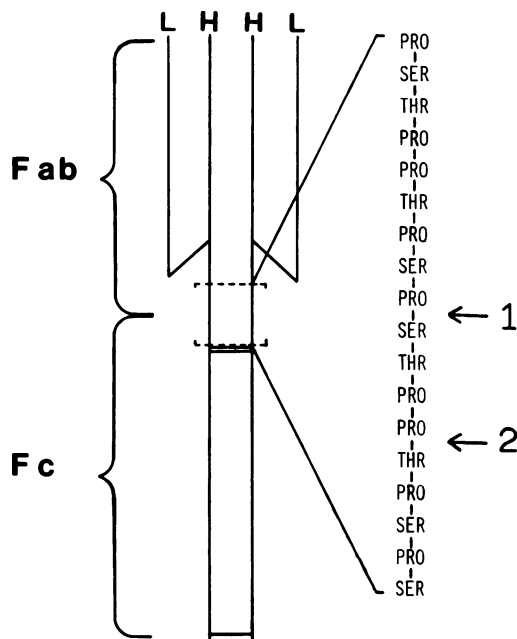 L H H L
Fab
Fc
PRO
SER
THR
PRO
PRO
THR
PRO
SER
PRO
SER
THR
PRO
PRO
THR
PRO
SER
PRO
SER
1
2